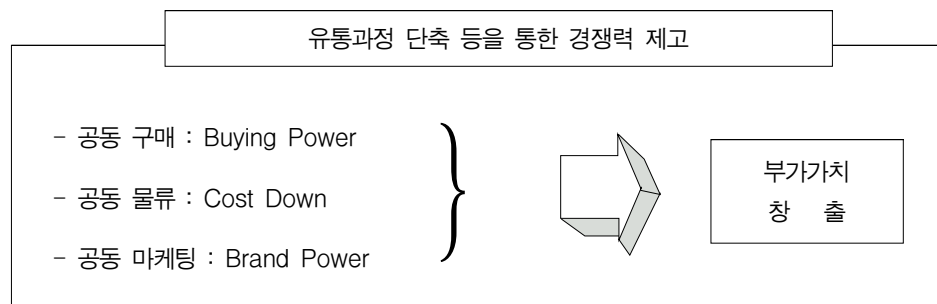 유통과정 단축 등을 통한 경쟁력 제고
- 공동 구매 : Buying Power
- 공동 물류 : Cost Down
- 공동 마케팅 : Brand Power
부가가치
창 출